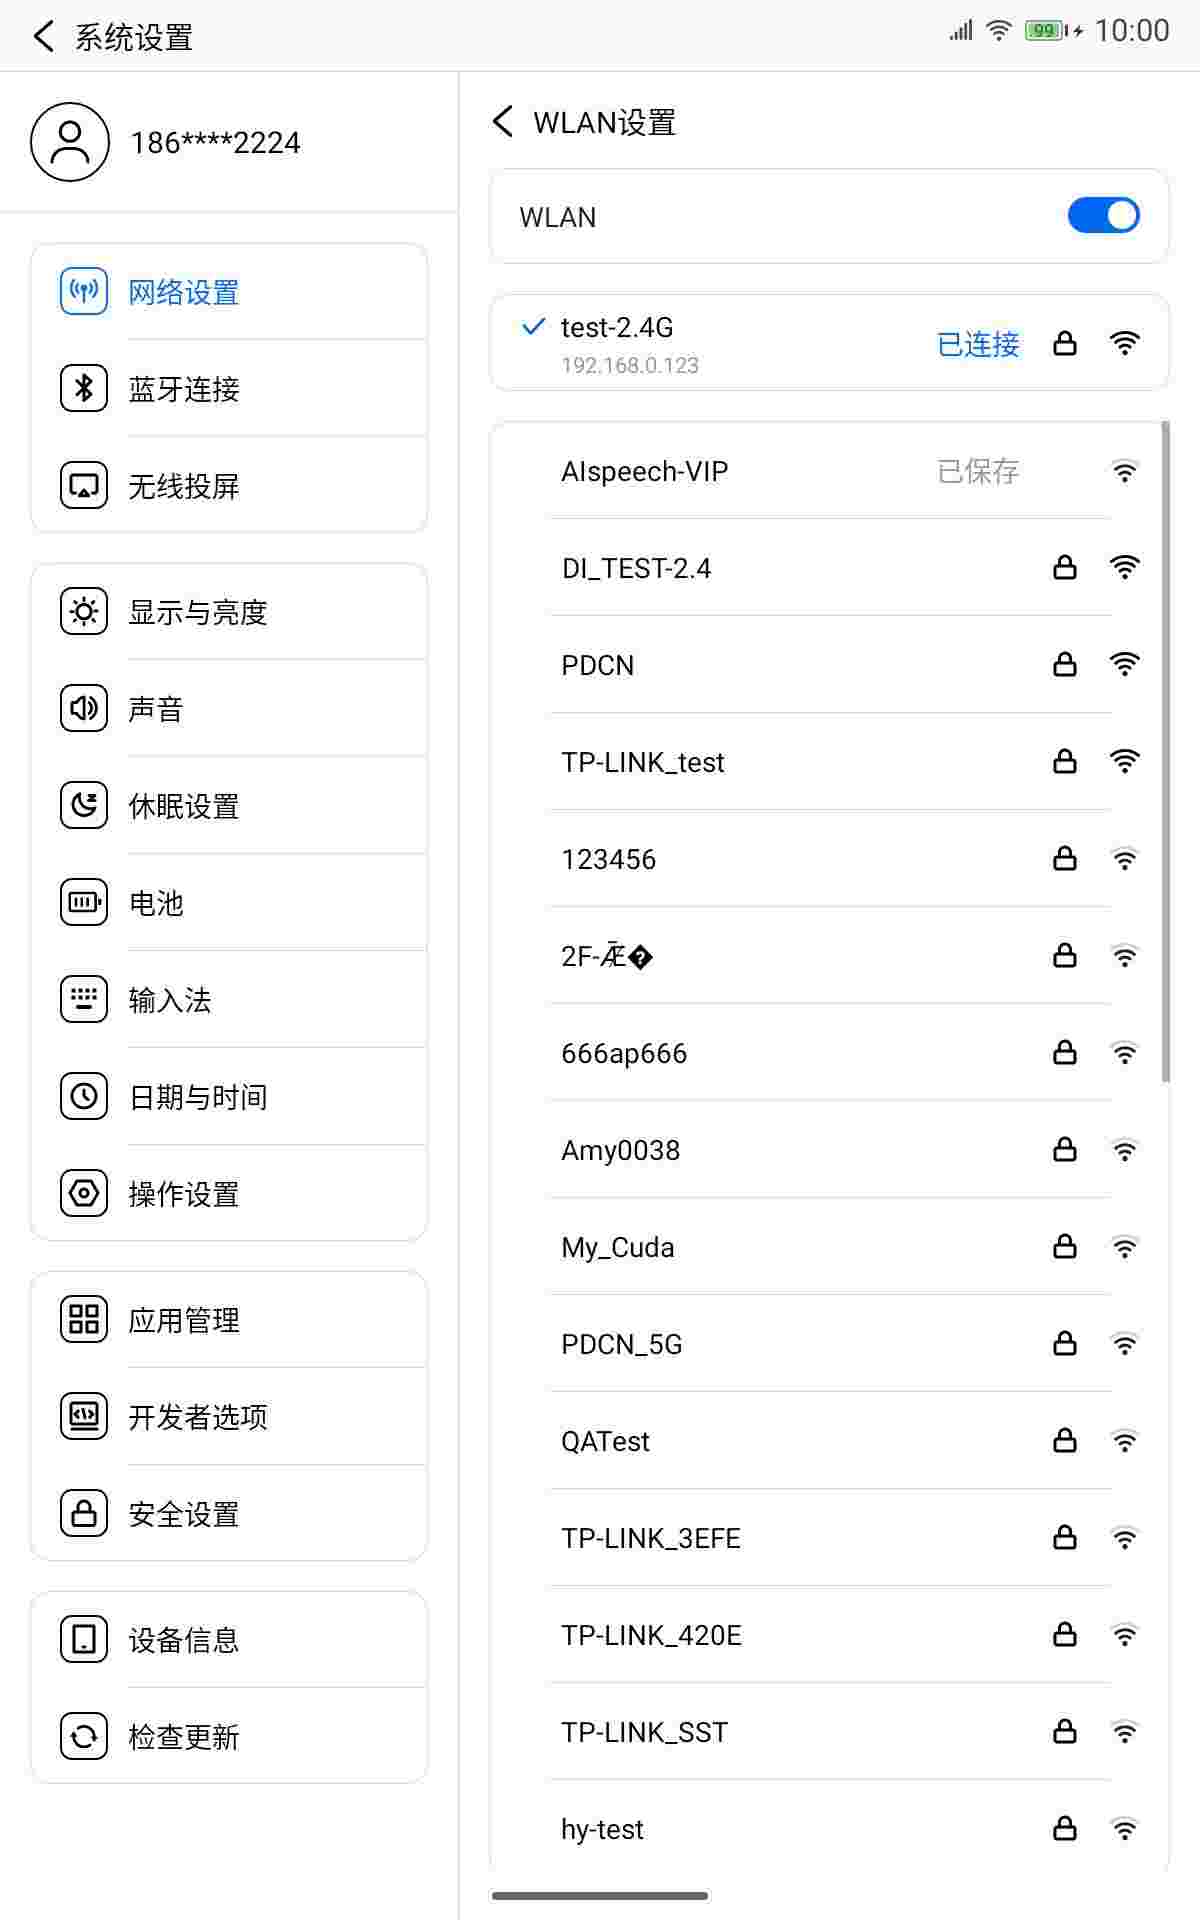 系统设置
99
10:00
186****2224
网络设置
蓝牙连接
无线投屏
显示与亮度
声音
休眠设置
电池
输入法
日期与时间
操作设置
应用管理
开发者选项
安全设置
设备信息
检查更新
WLAN设置
WLAN
test-2.4G
192.168.0.123
已连接
AIspeech-VIP
已保存
DI_TEST-2.4
PDCN
TP-LINK_test
123456
2F-Ǣ�
666ap666
Amy0038
My_Cuda
PDCN_5G
QATest
TP-LINK_3EFE
TP-LINK_420E
TP-LINK_SST
hy-test